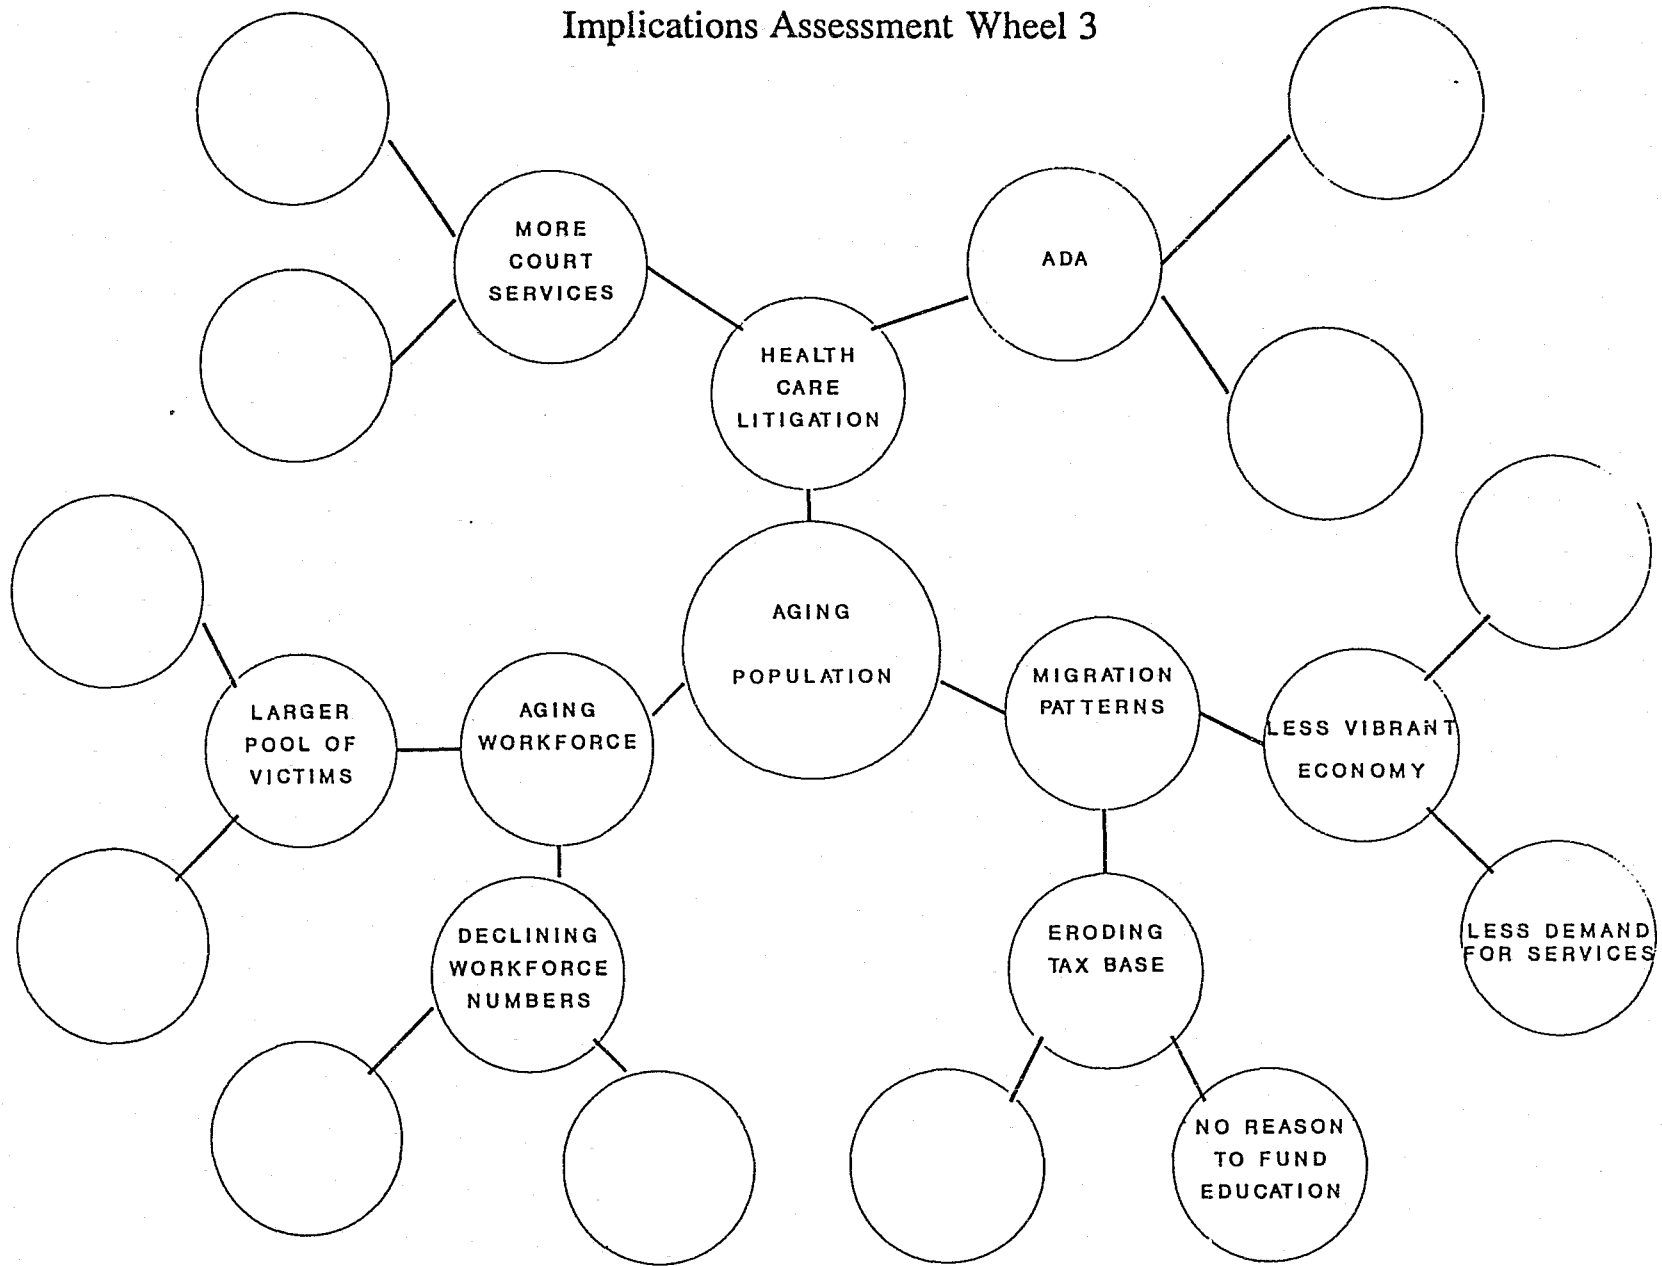 Implications Assessment Wheel 3
MORE
COURT
SERVICES
ADA
HEALTH
CARE
LITIGATION
AGING
POPULATION
MIGRATION
PATTERNS
LESS VIBRANT
ECONOMY
LARGER
POOL OF
VICTIMS
AGING
WORKFORCE
DECLINING
WORKFORCE
NUMBERS
ERODING
TAX BASE
LESS DEMAND
FOR SERVICES
NO REASON
TO FUND
EDUCATION